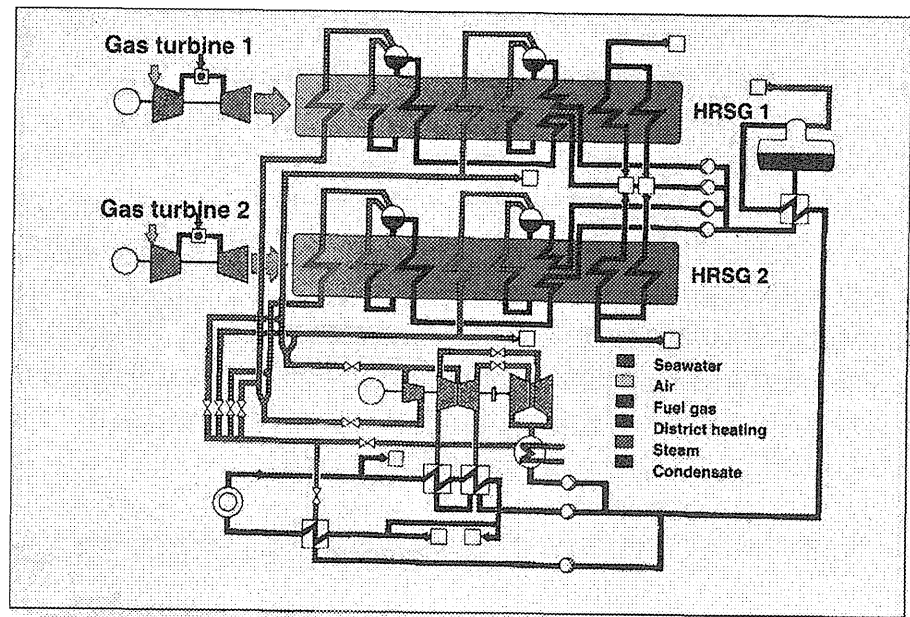 Gas turbine 1
HRSG 1
Gas turbine 2
HRSG 2
Seawater
Air
Fuel gas
District heating
Steam
Condensate